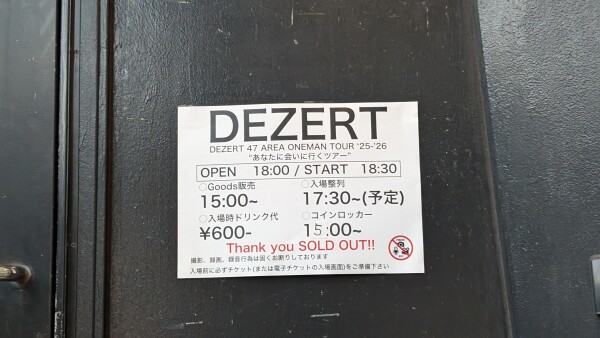 DEZERT
DEZERT 47 AREA ONEMAN TOUR '25-'26
"あなたに会いに行くツアー"
OPEN 18:00 / START 18:30
○Goods販売 ○入場整列
15:00~ 17:30~(予定)
○入場時ドリンク代 ○コインロッカー
¥600- 15:00~
Thank you SOLD OUT!!
撮影、録画、録音行為は固くお断りしております
入場前に必ずチケット(または電子チケットの入場画面)をご準備下さい